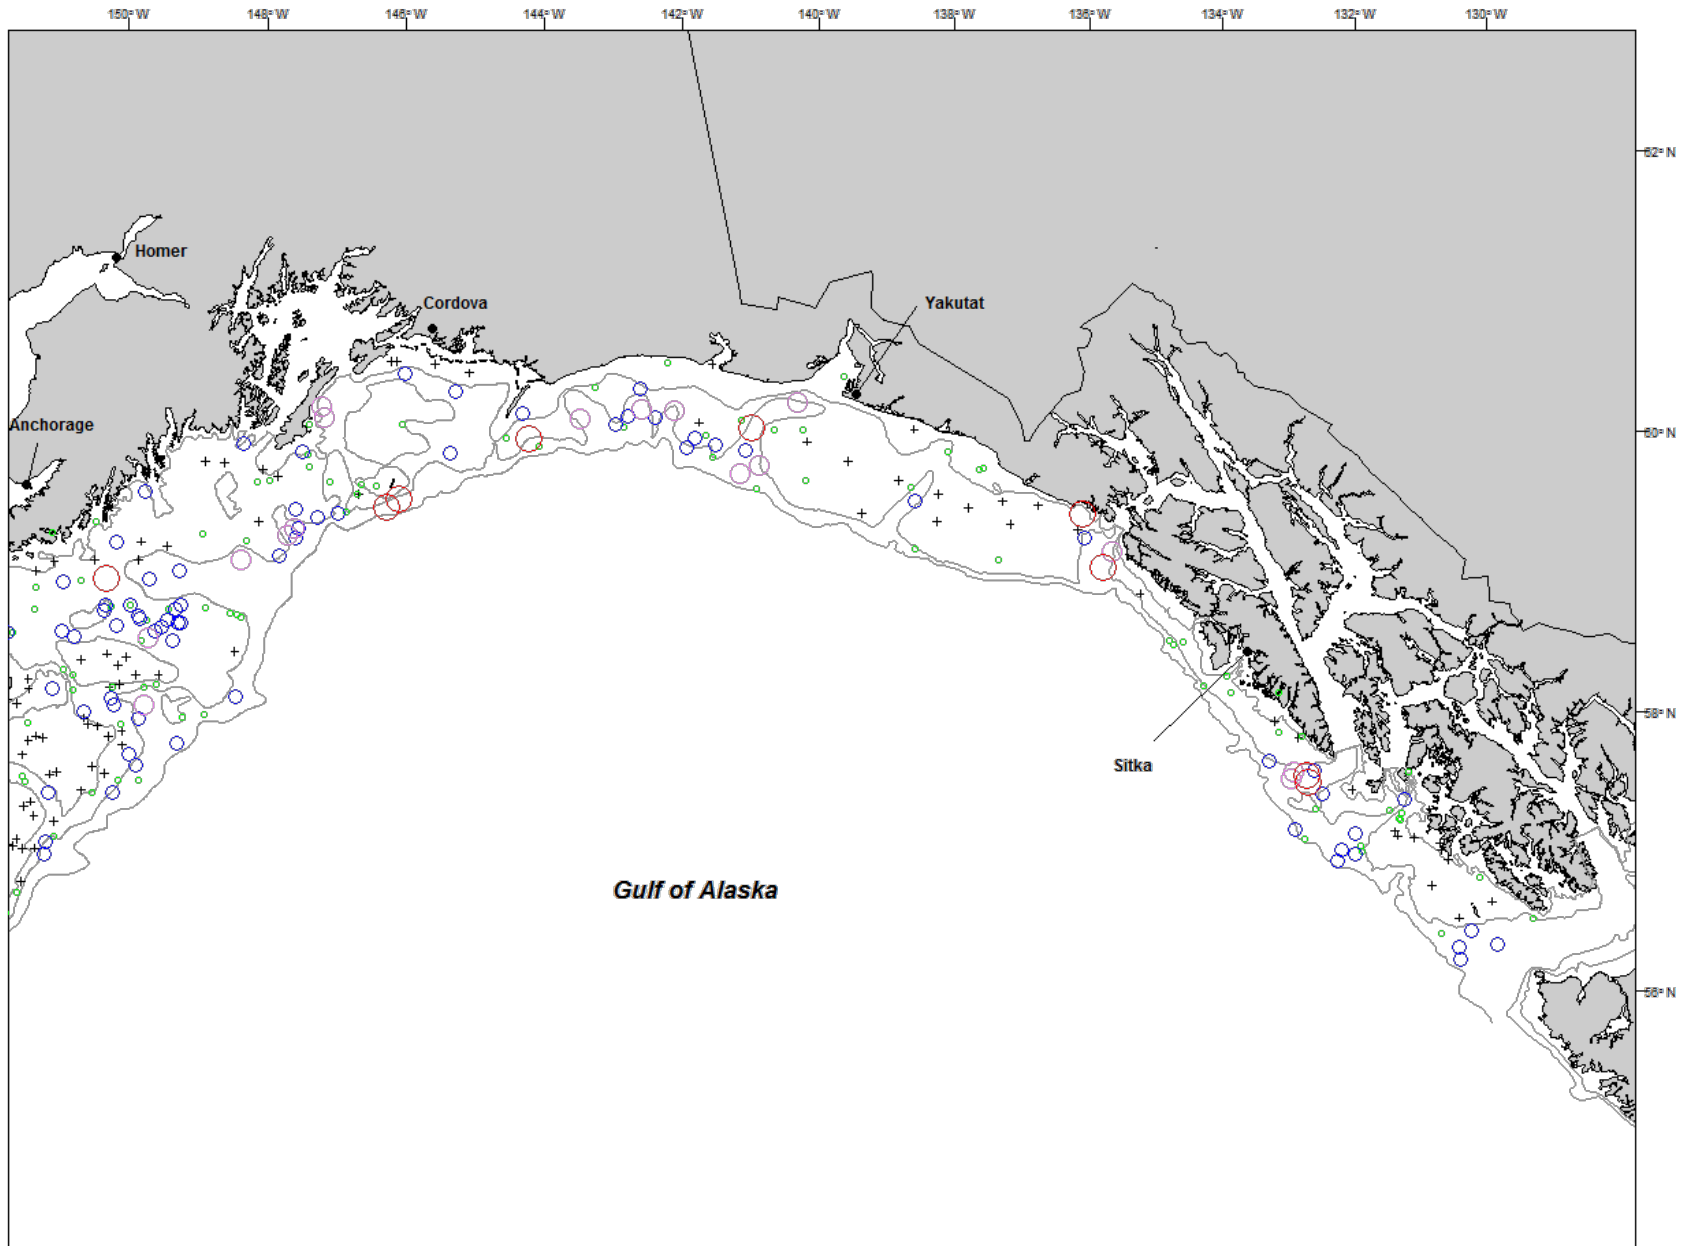 150° W 148° W 146° W 144° W 142° W 140° W 138° W 136° W 134° W 132° W 130° W
62° N
Homer
Cordova
Yakutat
Anchorage
60° N
58° N
Sitka
Gulf of Alaska
56° N